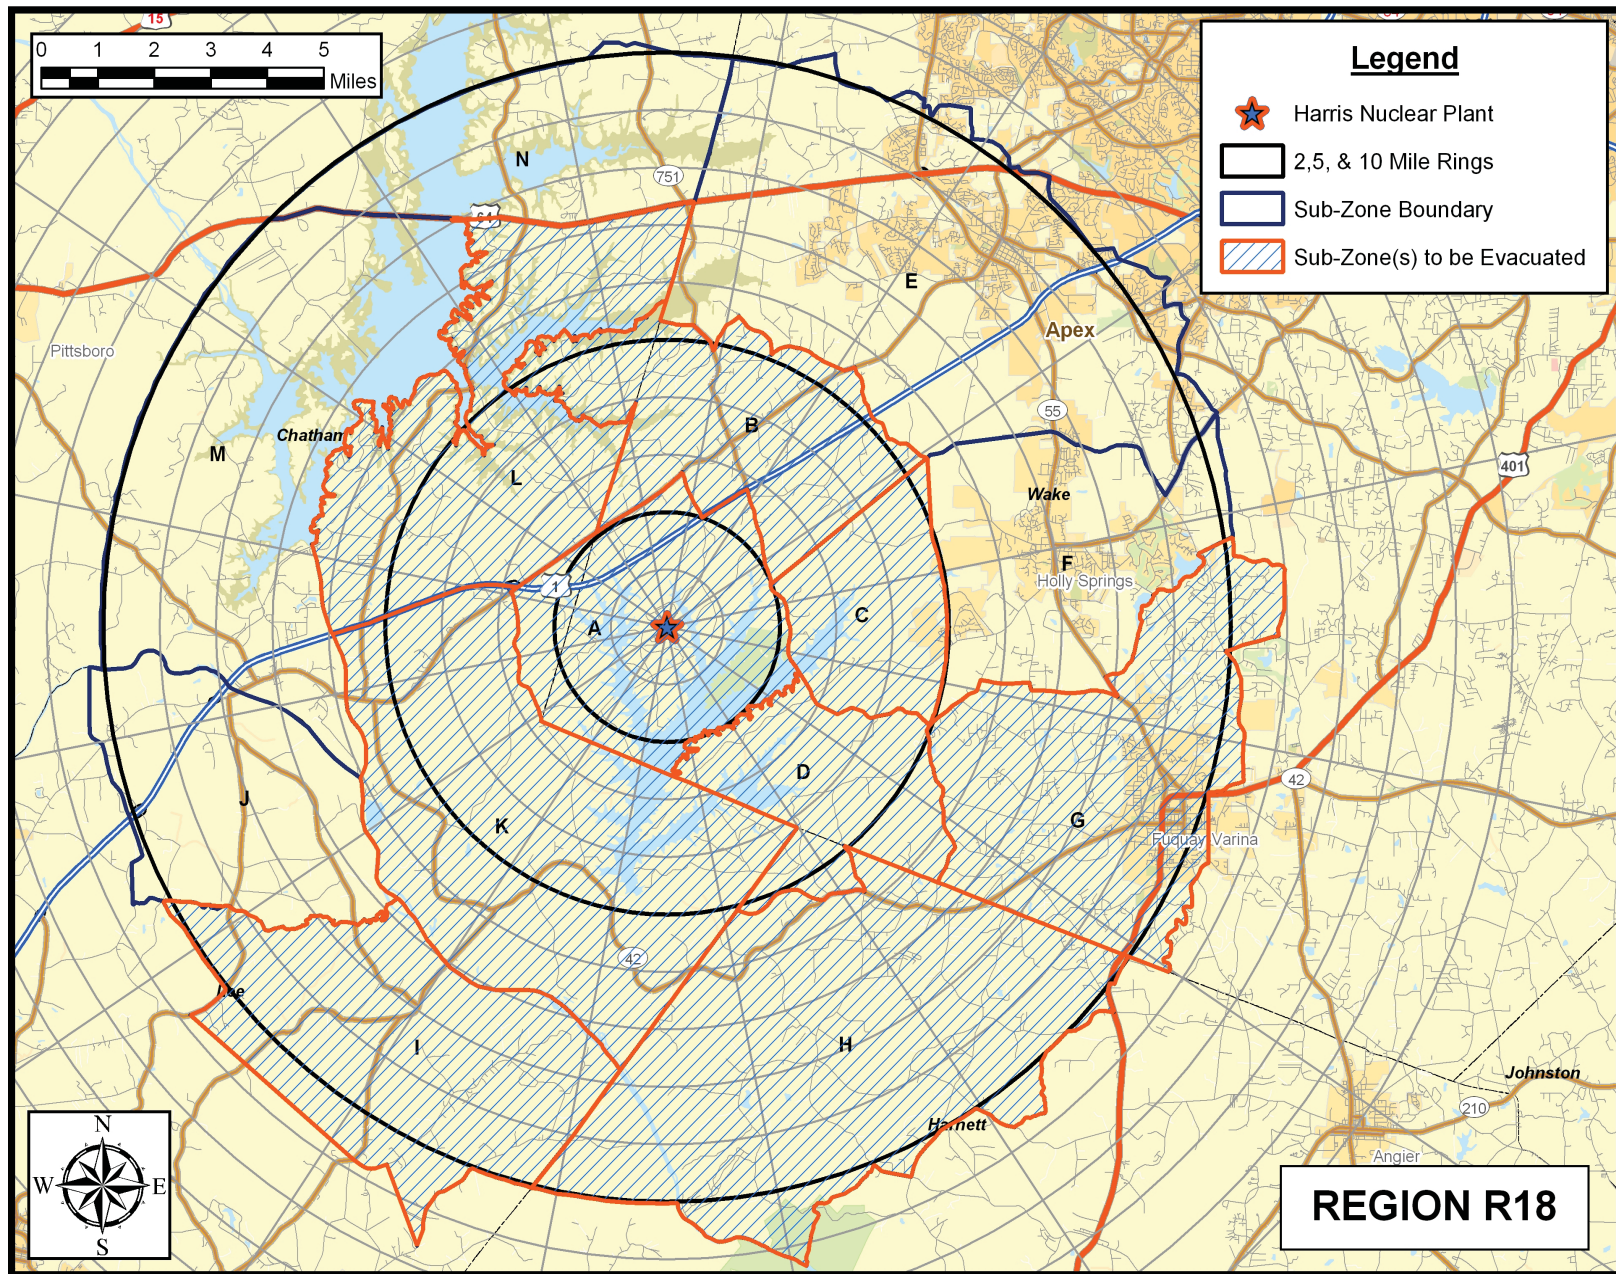 15
0 1 2 3 4 5
Miles
Legend
Harris Nuclear Plant
2,5, & 10 Mile Rings
Sub-Zone Boundary
Sub-Zone(s) to be Evacuated
N
751
64
E
Apex
Pittsboro
55
B
Chatham
M
L
401
Wake
F
Holly Springs
1
A
C
D
42
J
G
K
Fuquay Varina
42
Lee
I
H
Johnston
210
Harnett
Angier
N
W E
S
REGION R18